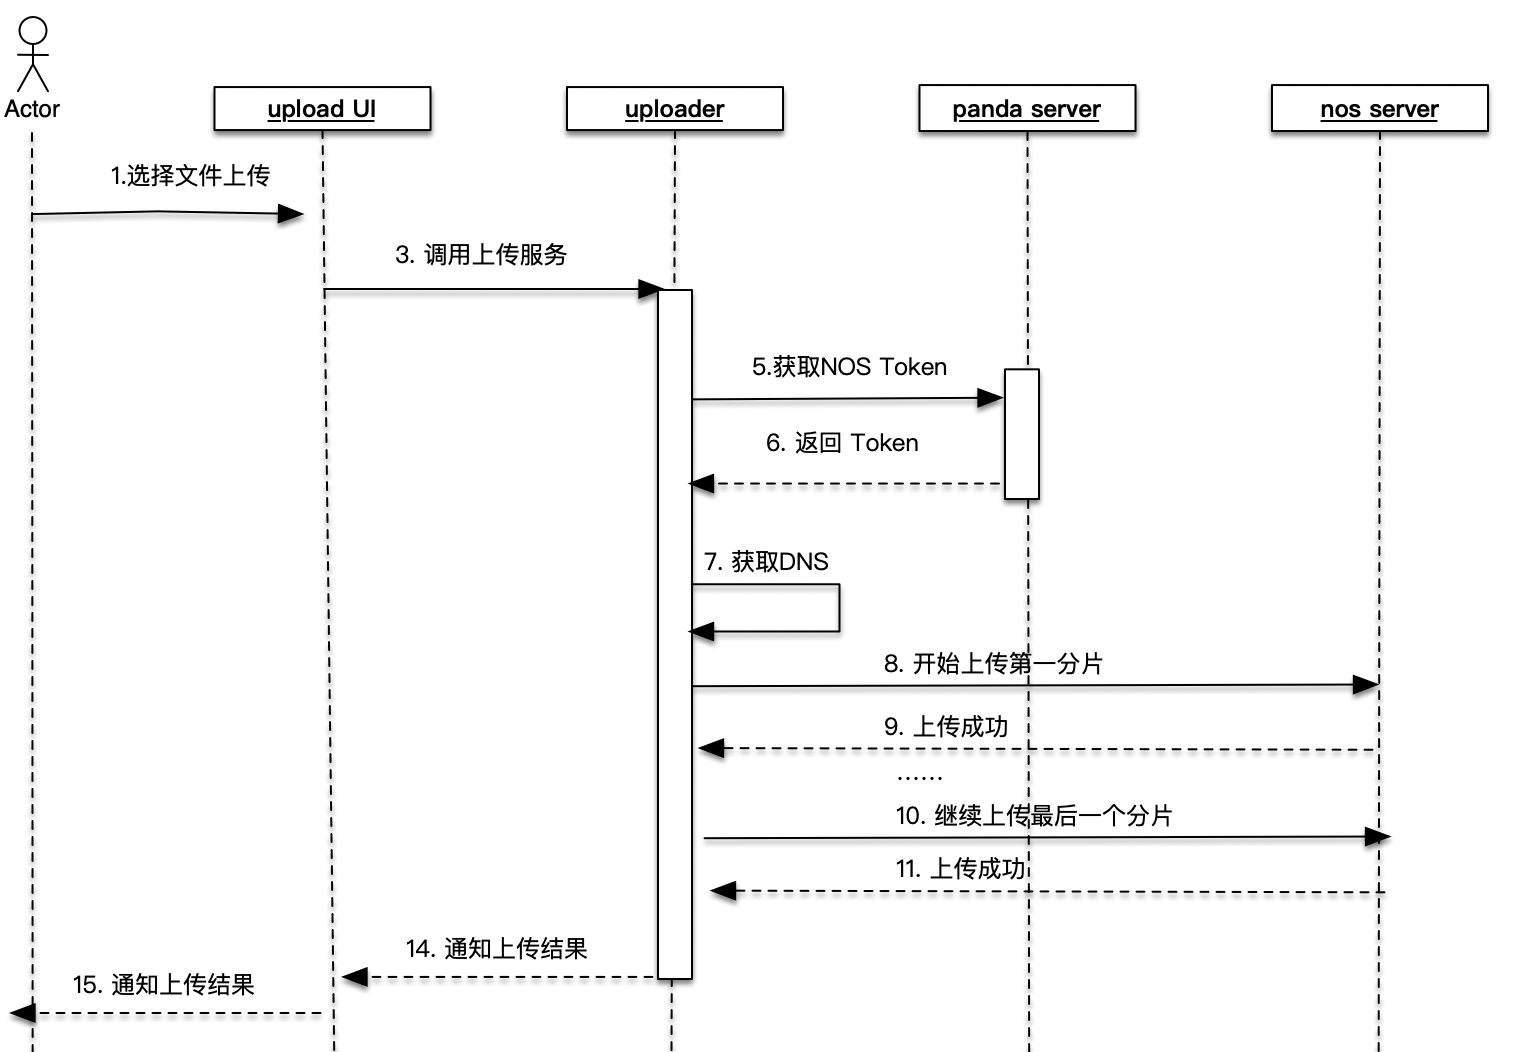 Actor
upload UI
uploader
panda server
nos server
1.选择文件上传
3. 调用上传服务
5.获取NOS Token
6. 返回 Token
7. 获取DNS
8. 开始上传第一分片
9. 上传成功
......
10. 继续上传最后一个分片
11. 上传成功
14. 通知上传结果
15. 通知上传结果